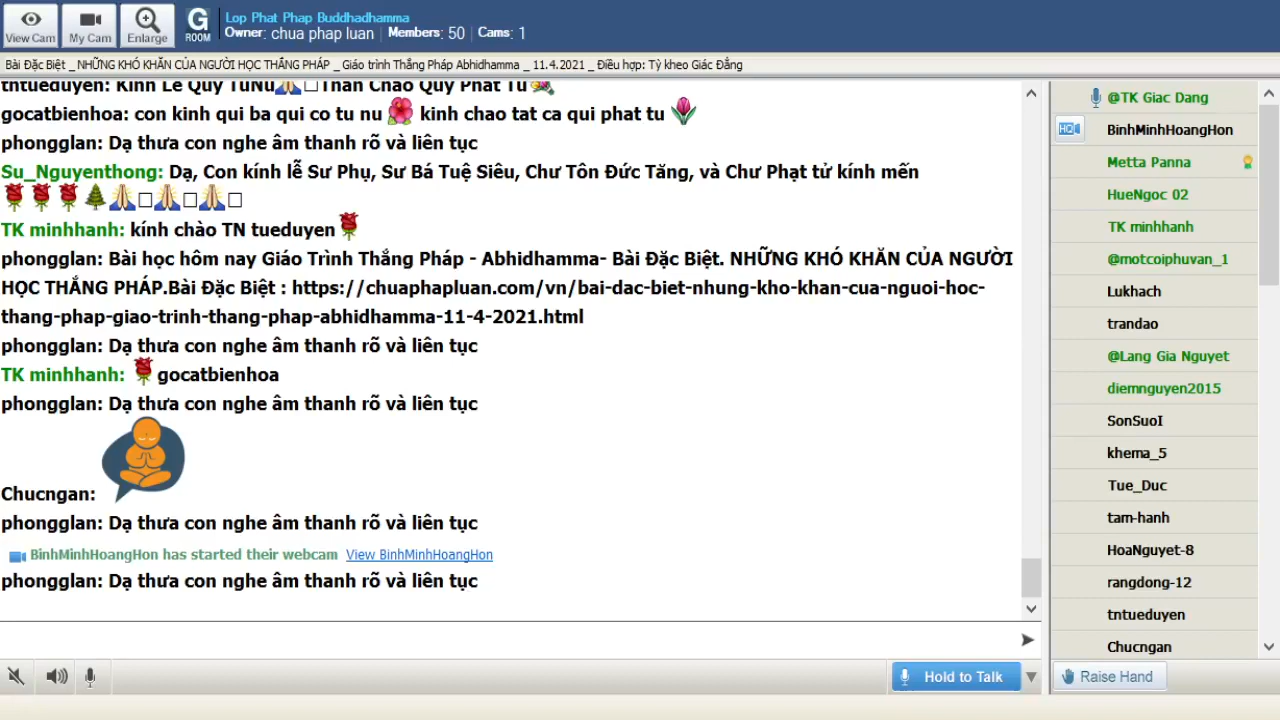 View Cam
My Cam
Enlarge
G
ROOM
Lop Phat Phap Buddhadhamma
Owner: chua phap luan Members: 50 Cams: 1
Bài Đặc Biệt _ NHỮNG KHÓ KHĂN CỦA NGƯỜI HỌC THẮNG PHÁP _ Giáo trình Thắng Pháp Abhidhamma _ 11.4.2021 _ Điều hợp: Tỳ kheo Giác Đẳng
tntueduyen: Kính Lễ Quý TuNữ Thân Chào Quý Phật Tử
gocatbienhoa: con kinh qui ba qui co tu nu kinh chao tat ca qui phat tu
phongglan: Dạ thưa con nghe âm thanh rõ và liên tục
Su_Nguyenthong: Dạ, Con kính lễ Sư Phụ, Sư Bá Tuệ Siêu, Chư Tôn Đức Tăng, và Chư Phạt tử kính mến
TK minhhanh: kính chào TN tueduyen
phongglan: Bài học hôm nay Giáo Trình Thắng Pháp - Abhidhamma- Bài Đặc Biệt. NHỮNG KHÓ KHĂN CỦA NGƯỜI
HỌC THẮNG PHÁP.Bài Đặc Biệt : https://chuaphapluan.com/vn/bai-dac-biet-nhung-kho-khan-cua-nguoi-hoc-
thang-phap-giao-trinh-thang-phap-abhidhamma-11-4-2021.html
phongglan: Dạ thưa con nghe âm thanh rõ và liên tục
TK minhhanh: gocatbienhoa
phongglan: Dạ thưa con nghe âm thanh rõ và liên tục
Chucngan:
phongglan: Dạ thưa con nghe âm thanh rõ và liên tục
BinhMinhHoangHon has started their webcam View BinhMinhHoangHon
phongglan: Dạ thưa con nghe âm thanh rõ và liên tục
Hold to Talk
@TK Giac Dang
HQ
BinhMinhHoangHon
Metta Panna
HueNgoc 02
TK minhhanh
@motcoiphuvan_1
Lukhach
trandao
@Lang Gia Nguyet
diemnguyen2015
SonSuoI
khema_5
Tue_Duc
tam-hanh
HoaNguyet-8
rangdong-12
tntueduyen
Chucngan
Raise Hand